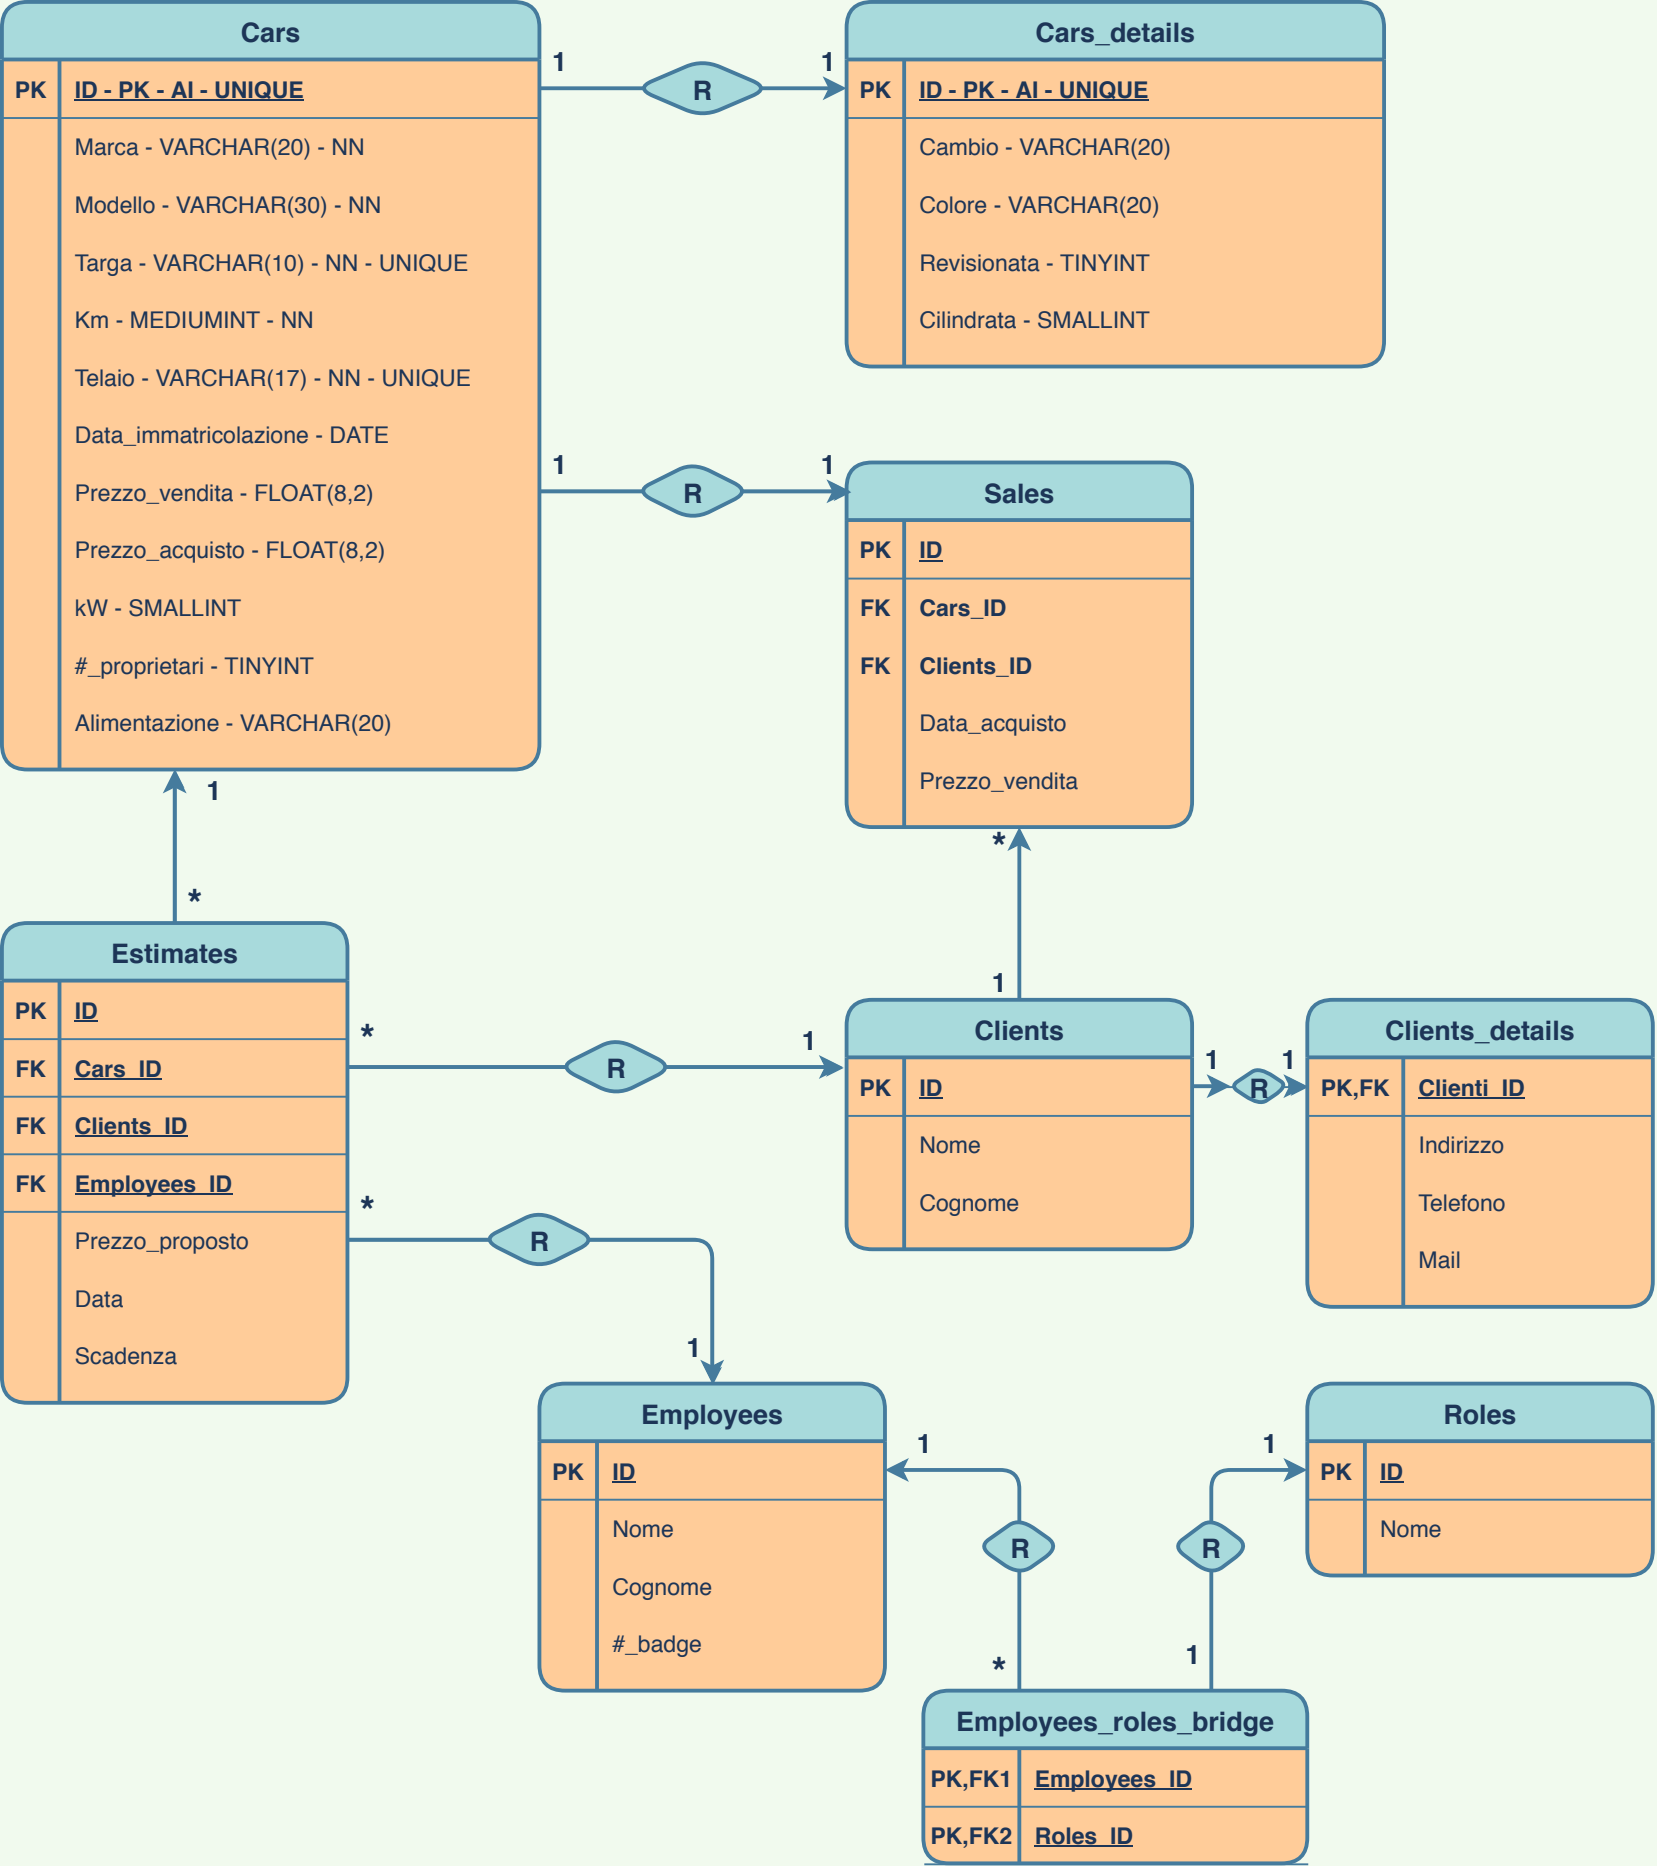 Cars
PK ID - PK - AI - UNIQUE
Marca - VARCHAR(20) - NN
Modello - VARCHAR(30) - NN
Targa - VARCHAR(10) - NN - UNIQUE
Km - MEDIUMINT - NN
Telaio - VARCHAR(17) - NN - UNIQUE
Data_immatricolazione - DATE
Prezzo_vendita - FLOAT(8,2)
Prezzo_acquisto - FLOAT(8,2)
kW - SMALLINT
#_proprietari - TINYINT
Alimentazione - VARCHAR(20)
1 R 1
Cars_details
PK ID - PK - AI - UNIQUE
Cambio - VARCHAR(20)
Colore - VARCHAR(20)
Revisionata - TINYINT
Cilindrata - SMALLINT
1 R 1
Sales
PK ID
FK Cars_ID
FK Clients_ID
Data_acquisto
Prezzo_vendita
1
*
*
1
Estimates
PK ID
FK Cars_ID
FK Clients_ID
FK Employees_ID
Prezzo_proposto
Data
Scadenza
* R 1
Clients
PK ID
Nome
Cognome
1 R 1
Clients_details
PK,FK Clienti_ID
Indirizzo
Telefono
Mail
* R
1
Employees
PK ID
Nome
Cognome
#_badge
1
R
*
1
R
1
Roles
PK ID
Nome
Employees_roles_bridge
PK,FK1 Employees_ID
PK,FK2 Roles_ID